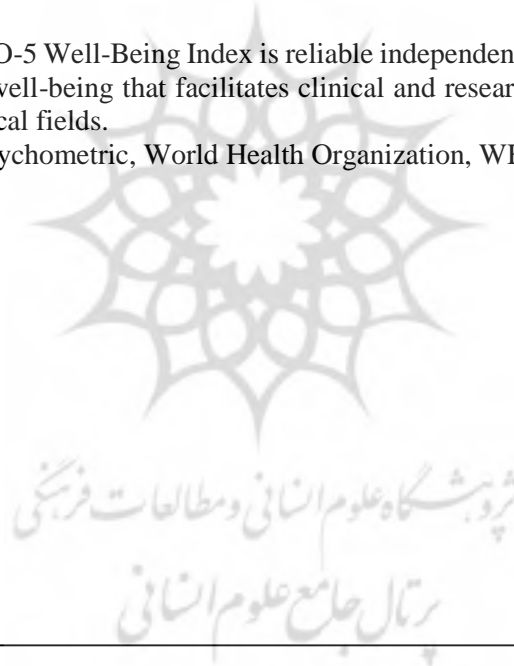 O-5 Well-Being Index is reliable independen
well-being that facilitates clinical and resear
cal fields.
ychometric, World Health Organization, WH
پژوهشگاه علوم انسانی و مطالعات فرهنگی
پرتال جامع علوم انسانی